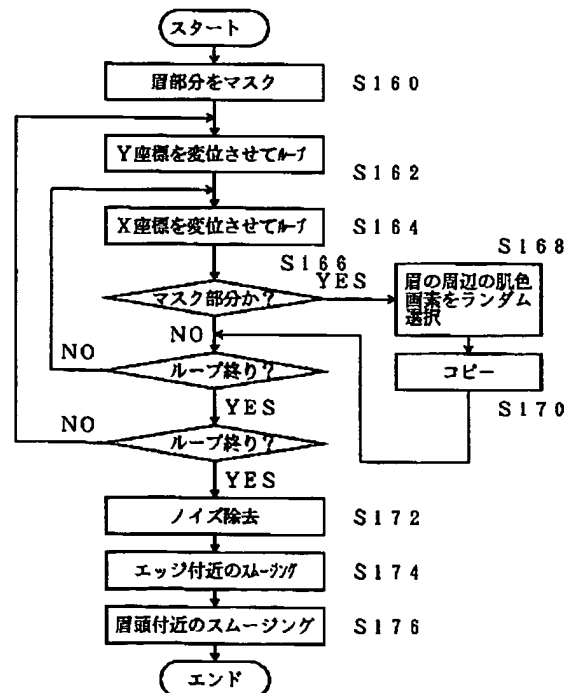 スタート
眉部分をマスク
S160
Y座標を変位させてループ
S162
X座標を変位させてループ
S164
マスク部分か?
S166
YES
S168
眉の周辺の肌色
画素をランダム
選択
コピー
S170
NO
ループ終り?
NO
YES
ループ終り?
NO
YES
ノイズ除去
S172
エッジ付近のスムージング
S174
眉頭付近のスムージング
S176
エンド